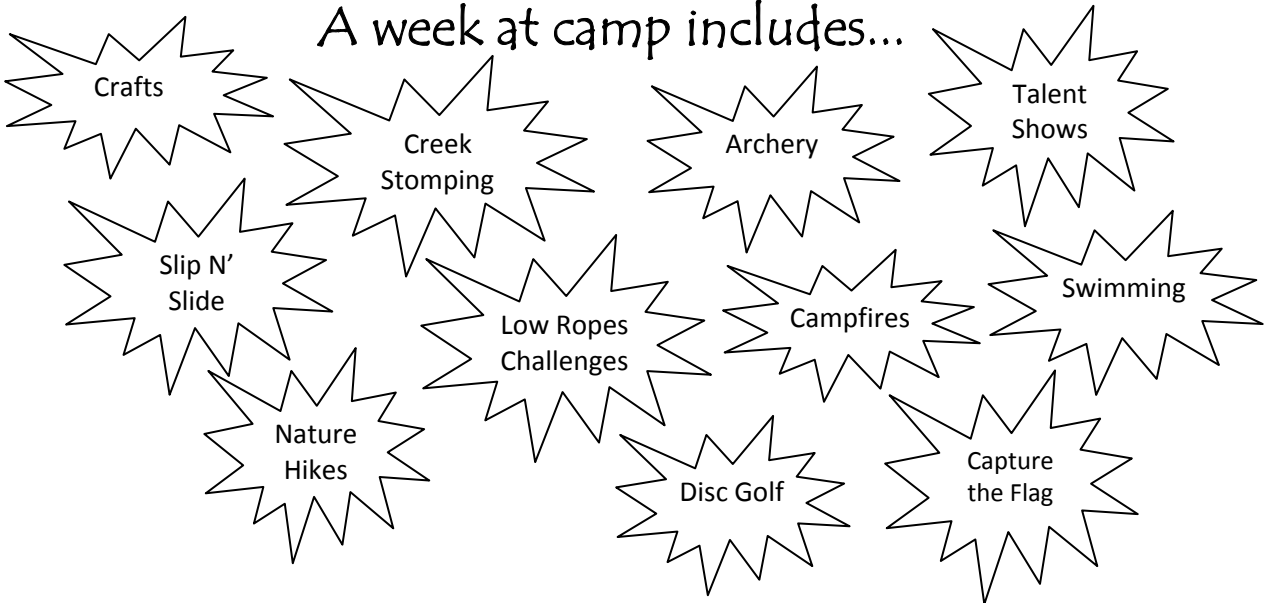 A week at camp includes...
Crafts
Creek
Stomping
Archery
Talent
Shows
Slip N’
Slide
Low Ropes
Challenges
Campfires
Swimming
Nature
Hikes
Disc Golf
Capture
the Flag